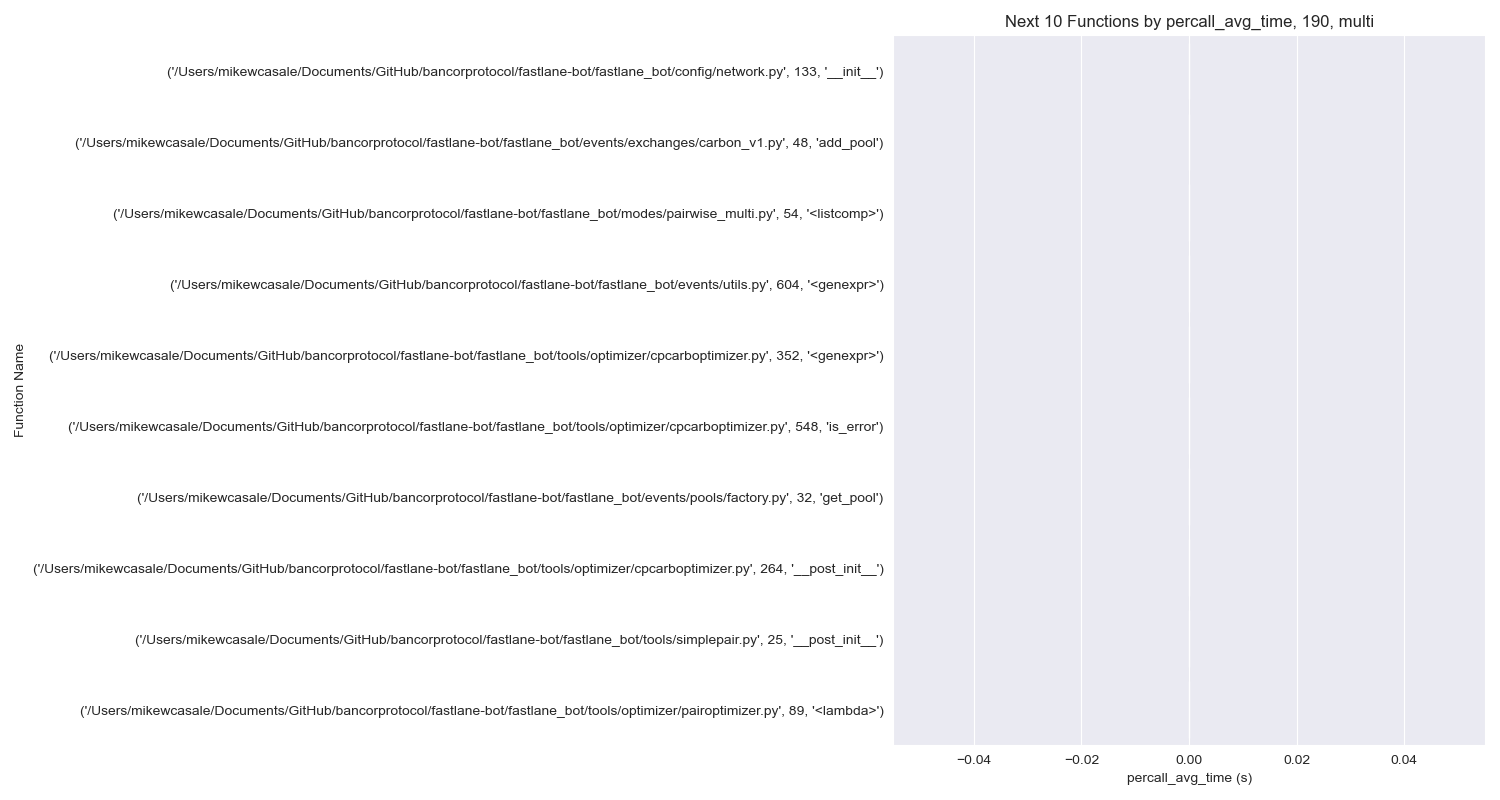 Next 10 Functions by percall_avg_time, 190, multi
('/Users/mikewcasale/Documents/GitHub/bancorprotocol/fastlane-bot/fastlane_bot/config/network.py', 133, '__init__')
('/Users/mikewcasale/Documents/GitHub/bancorprotocol/fastlane-bot/fastlane_bot/events/exchanges/carbon_v1.py', 48, 'add_pool')
('/Users/mikewcasale/Documents/GitHub/bancorprotocol/fastlane-bot/fastlane_bot/modes/pairwise_multi.py', 54, '<listcomp>')
('/Users/mikewcasale/Documents/GitHub/bancorprotocol/fastlane-bot/fastlane_bot/events/utils.py', 604, '<genexpr>')
('/Users/mikewcasale/Documents/GitHub/bancorprotocol/fastlane-bot/fastlane_bot/tools/optimizer/cpcarboptimizer.py', 352, '<genexpr>')
('/Users/mikewcasale/Documents/GitHub/bancorprotocol/fastlane-bot/fastlane_bot/tools/optimizer/cpcarboptimizer.py', 548, 'is_error')
('/Users/mikewcasale/Documents/GitHub/bancorprotocol/fastlane-bot/fastlane_bot/events/pools/factory.py', 32, 'get_pool')
('/Users/mikewcasale/Documents/GitHub/bancorprotocol/fastlane-bot/fastlane_bot/tools/optimizer/cpcarboptimizer.py', 264, '__post_init__')
('/Users/mikewcasale/Documents/GitHub/bancorprotocol/fastlane-bot/fastlane_bot/tools/simplepair.py', 25, '__post_init__')
('/Users/mikewcasale/Documents/GitHub/bancorprotocol/fastlane-bot/fastlane_bot/tools/optimizer/pairoptimizer.py', 89, '<lambda>')
Function Name
−0.04 −0.02 0.00 0.02 0.04
percall_avg_time (s)